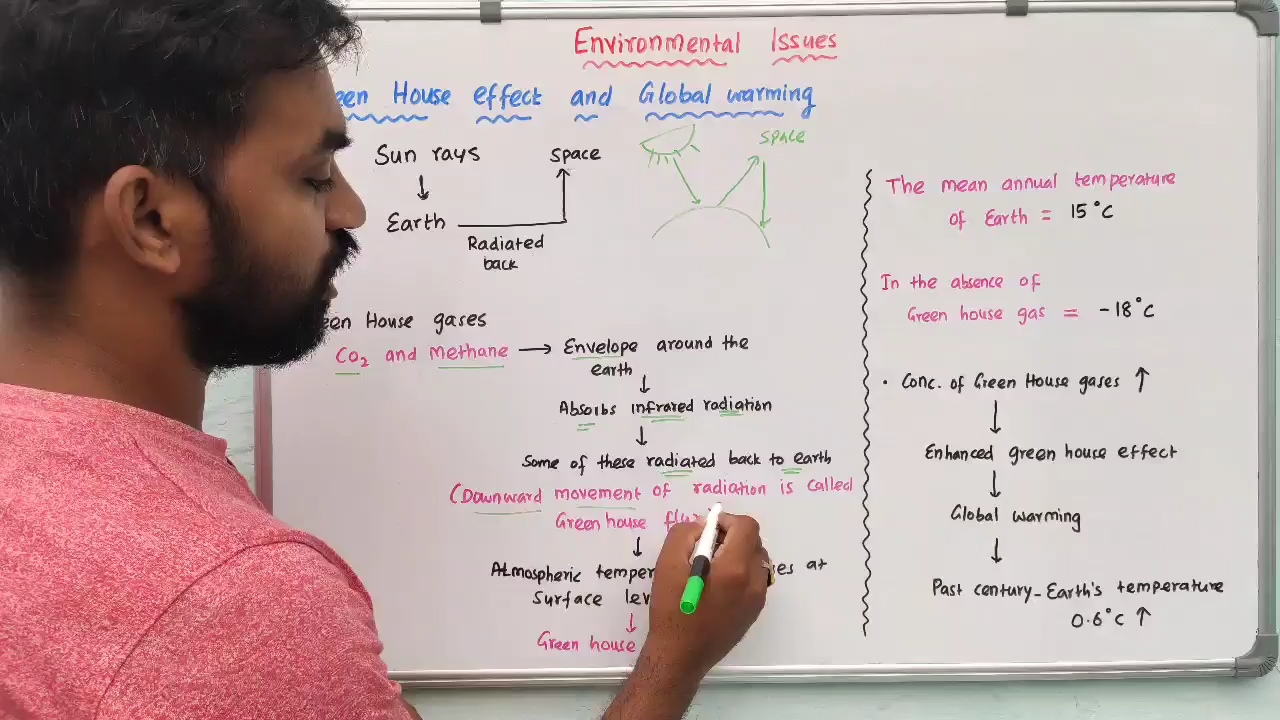 Environmental Issues
een House effect and Global warming
Sun rays
space
Earth
Radiated
back
space
een House gases
CO₂ and Methane → Envelope around the
earth
Absorbs infrared radiation
Some of these radiated back to earth
(Downward movement of radiation is called
Green house
Atmospheric at
Surface
Green house
The mean annual temperature
of Earth = 15°C
In the absence of
Green house gas = -18°C
• Conc. of Green House gases ↑
Enhanced green house effect
Global warming
Past century - Earth's temperature
0.6°C ↑